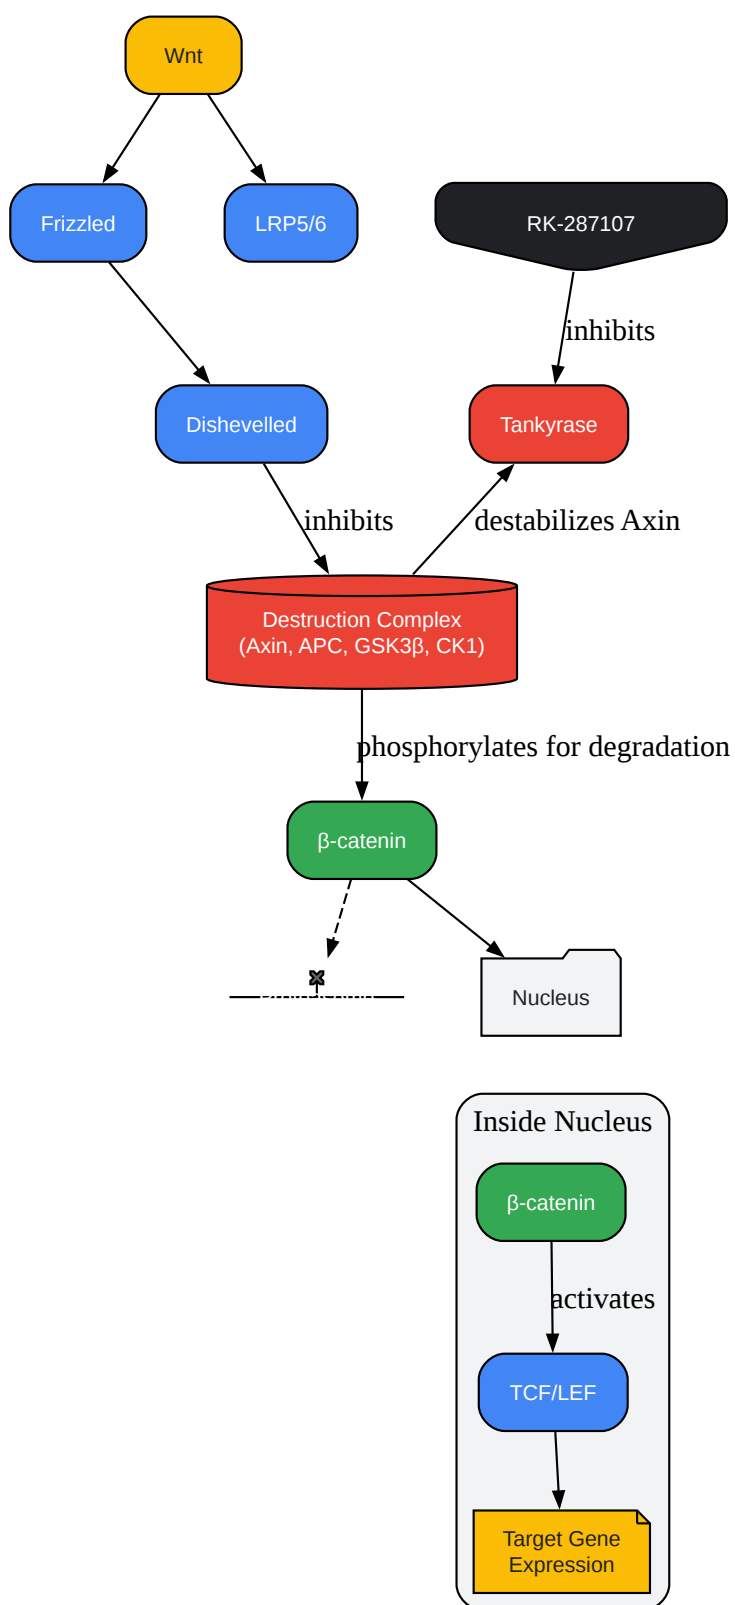 Wnt
Frizzled
LRP5/6
RK-287107
inhibits
Dishevelled
Tankyrase
inhibits
destabilizes Axin
Destruction Complex
(Axin, APC, GSK3β, CK1)
phosphorylates for degradation
β-catenin
Nucleus
Inside Nucleus
β-catenin
activates
TCF/LEF
Target Gene
Expression